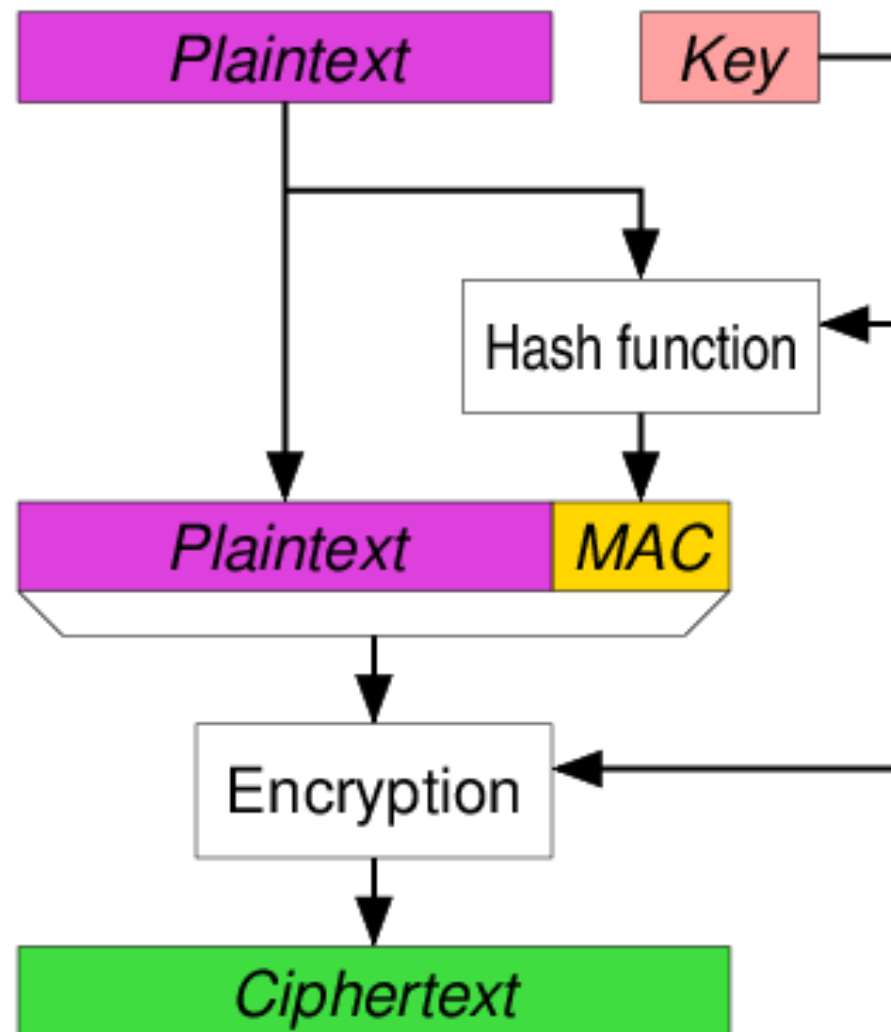 Plaintext
Key
Hash function
Plaintext
MAC
Encryption
Ciphertext